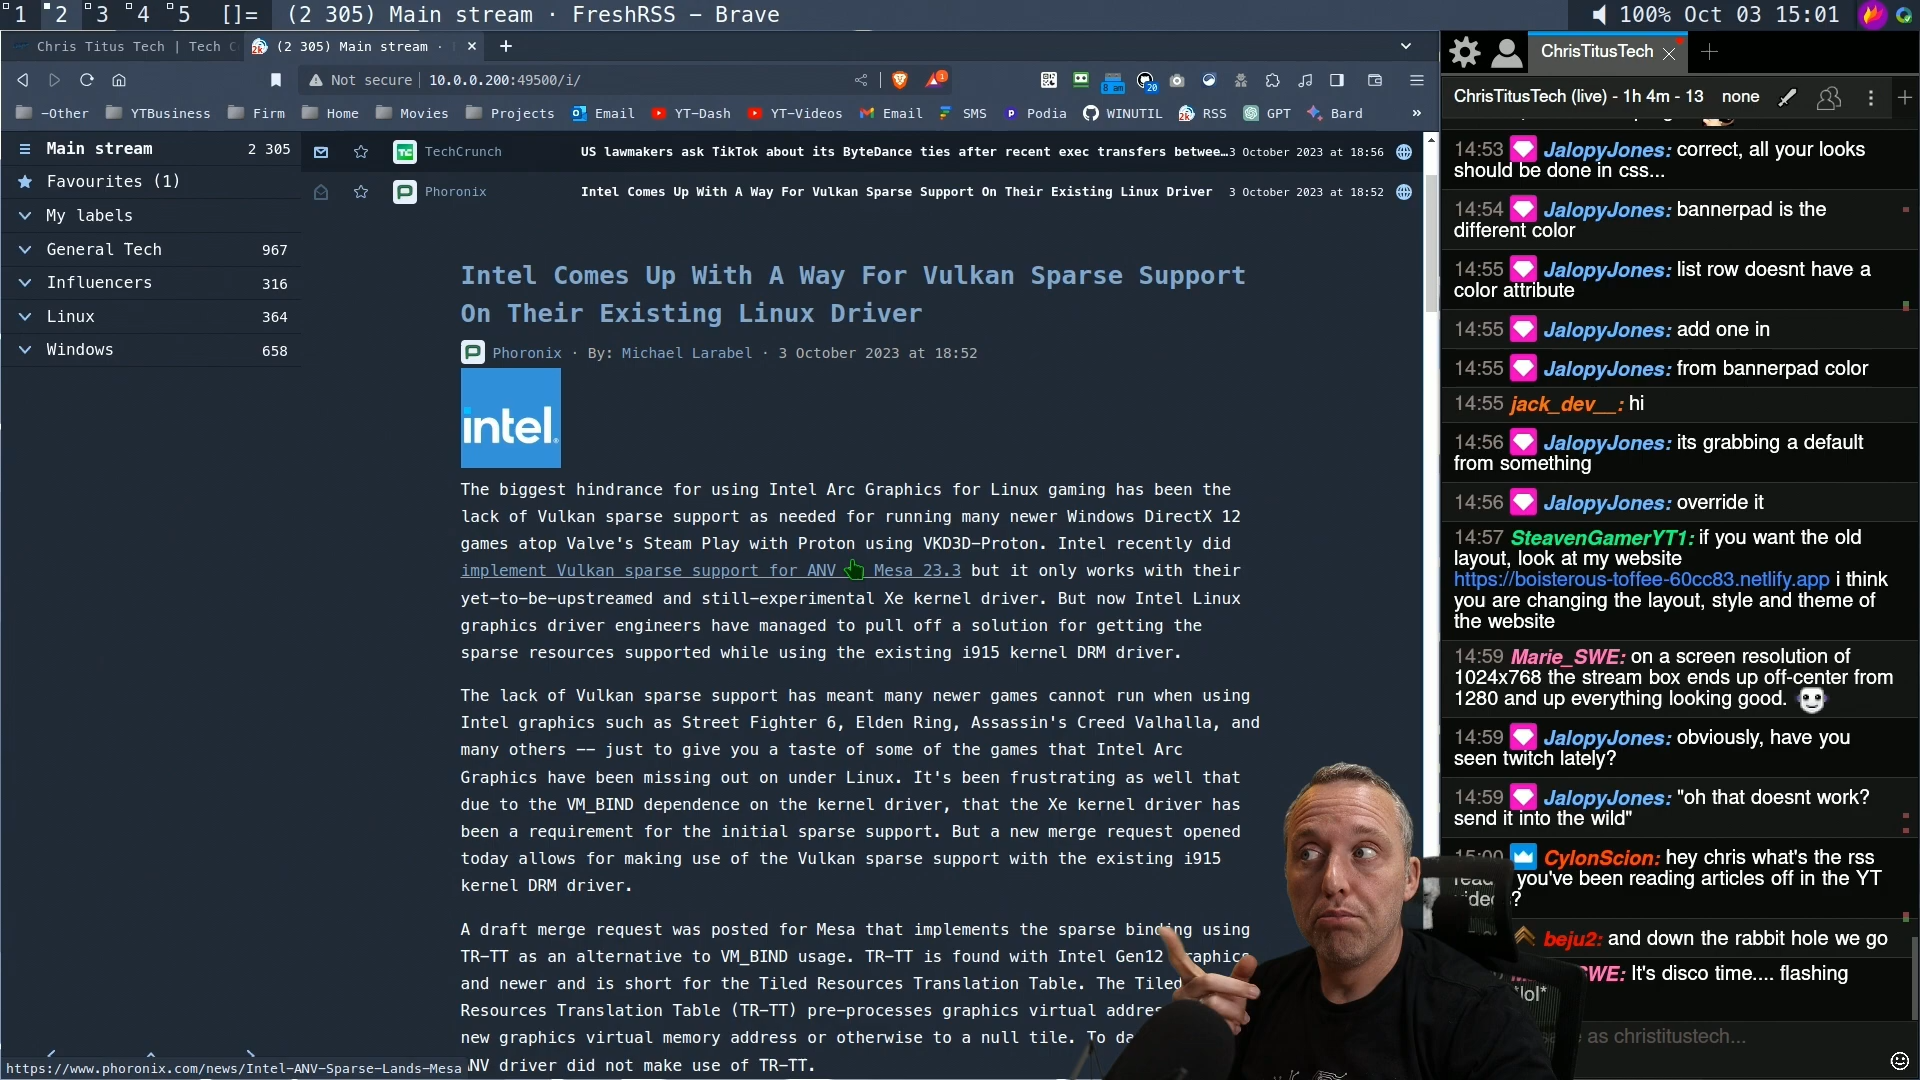 1 2 3 4 5 []= (2 305) Main stream · FreshRSS — Brave 100% Oct 03 15:01
Chris Titus Tech | Tech C
(2 305) Main stream ·
Not secure 10.0.0.200:49500/i/
8 am
20
1
-Other YTBusiness Firm Home Movies Projects Email YT-Dash YT-Videos Email SMS Podia WINUTIL RSS GPT Bard »
Main stream 2 305
Favourites (1)
My labels
General Tech 967
Influencers 316
Linux 364
Windows 658
TechCrunch US lawmakers ask TikTok about its ByteDance ties after recent exec transfers betwee… 3 October 2023 at 18:56
Phoronix Intel Comes Up With A Way For Vulkan Sparse Support On Their Existing Linux Driver 3 October 2023 at 18:52
Intel Comes Up With A Way For Vulkan Sparse Support
On Their Existing Linux Driver
Phoronix · By: Michael Larabel · 3 October 2023 at 18:52
intel.
The biggest hindrance for using Intel Arc Graphics for Linux gaming has been the
lack of Vulkan sparse support as needed for running many newer Windows DirectX 12
games atop Valve's Steam Play with Proton using VKD3D-Proton. Intel recently did
implement Vulkan sparse support for ANV Mesa 23.3 but it only works with their
yet-to-be-upstreamed and still-experimental Xe kernel driver. But now Intel Linux
graphics driver engineers have managed to pull off a solution for getting the
sparse resources supported while using the existing i915 kernel DRM driver.
The lack of Vulkan sparse support has meant many newer games cannot run when using
Intel graphics such as Street Fighter 6, Elden Ring, Assassin's Creed Valhalla, and
many others -- just to give you a taste of some of the games that Intel Arc
Graphics have been missing out on under Linux. It's been frustrating as well that
due to the VM_BIND dependence on the kernel driver, that the Xe kernel driver has
been a requirement for the initial sparse support. But a new merge request opened
today allows for making use of the Vulkan sparse support with the existing i915
kernel DRM driver.
A draft merge request was posted for Mesa that implements the sparse binding using
TR-TT as an alternative to VM_BIND usage. TR-TT is found with Intel Gen12 graphics
and newer and is short for the Tiled Resources Translation Table. The Tiled
Resources Translation Table (TR-TT) pre-processes graphics virtual
new graphics virtual memory address or otherwise to a null tile. To
ANV driver did not make use of TR-TT.
https://www.phoronix.com/news/Intel-ANV-Sparse-Lands-Mesa
ChrisTitusTech
ChrisTitusTech (live) - 1h 4m - 13 none
14:53 JalopyJones: correct, all your looks
should be done in css...
14:54 JalopyJones: bannerpad is the
different color
14:55 JalopyJones: list row doesnt have a
color attribute
14:55 JalopyJones: add one in
14:55 JalopyJones: from bannerpad color
14:55 jack_dev__: hi
14:56 JalopyJones: its grabbing a default
from something
14:56 JalopyJones: override it
14:57 SteavenGamerYT1: if you want the old
layout, look at my website
https://boisterous-toffee-60cc83.netlify.app i think
you are changing the layout, style and theme of
the website
14:59 Marie_SWE: on a screen resolution of
1024x768 the stream box ends up off-center from
1280 and up everything looking good.
14:59 JalopyJones: obviously, have you
seen twitch lately?
14:59 JalopyJones: "oh that doesnt work?
send it into the wild"
15:00 CylonScion: hey chris what's the rss
you've been reading articles off in the YT
?
beju2: and down the rabbit hole we go
SWE: It's disco time.... flashing
*lol*
as christitustech...